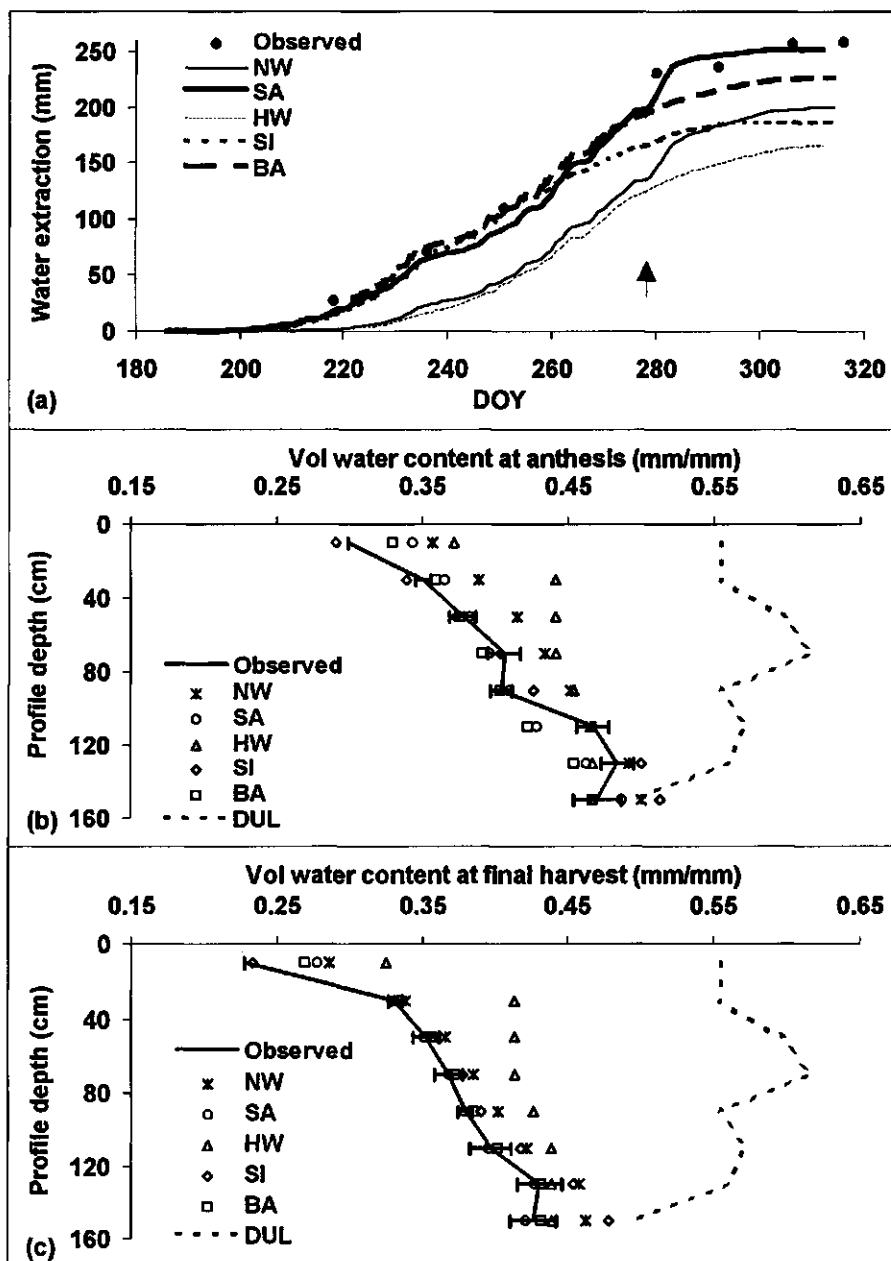 Water extraction (mm)
250
200
150
100
50
0
Observed
NW
SA
HW
SI
BA
180 200 220 240 260 280 300 320
(a)
DOY
Vol water content at anthesis (mm/mm)
0.15 0.25 0.35 0.45 0.55 0.65
Profile depth (cm)
0
40
80
120
160
Observed
NW
SA
HW
SI
BA
DUL
(b)
Vol water content at final harvest (mm/mm)
0.15 0.25 0.35 0.45 0.55 0.65
Profile depth (cm)
0
40
80
120
160
Observed
NW
SA
HW
SI
BA
DUL
(c)